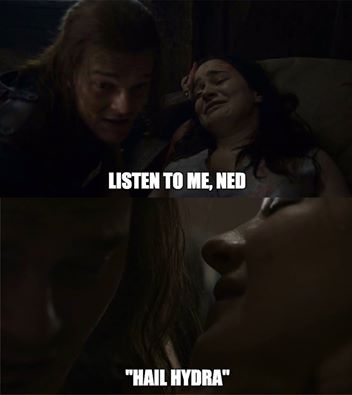 LISTEN TO ME, NED
"HAIL HYDRA"